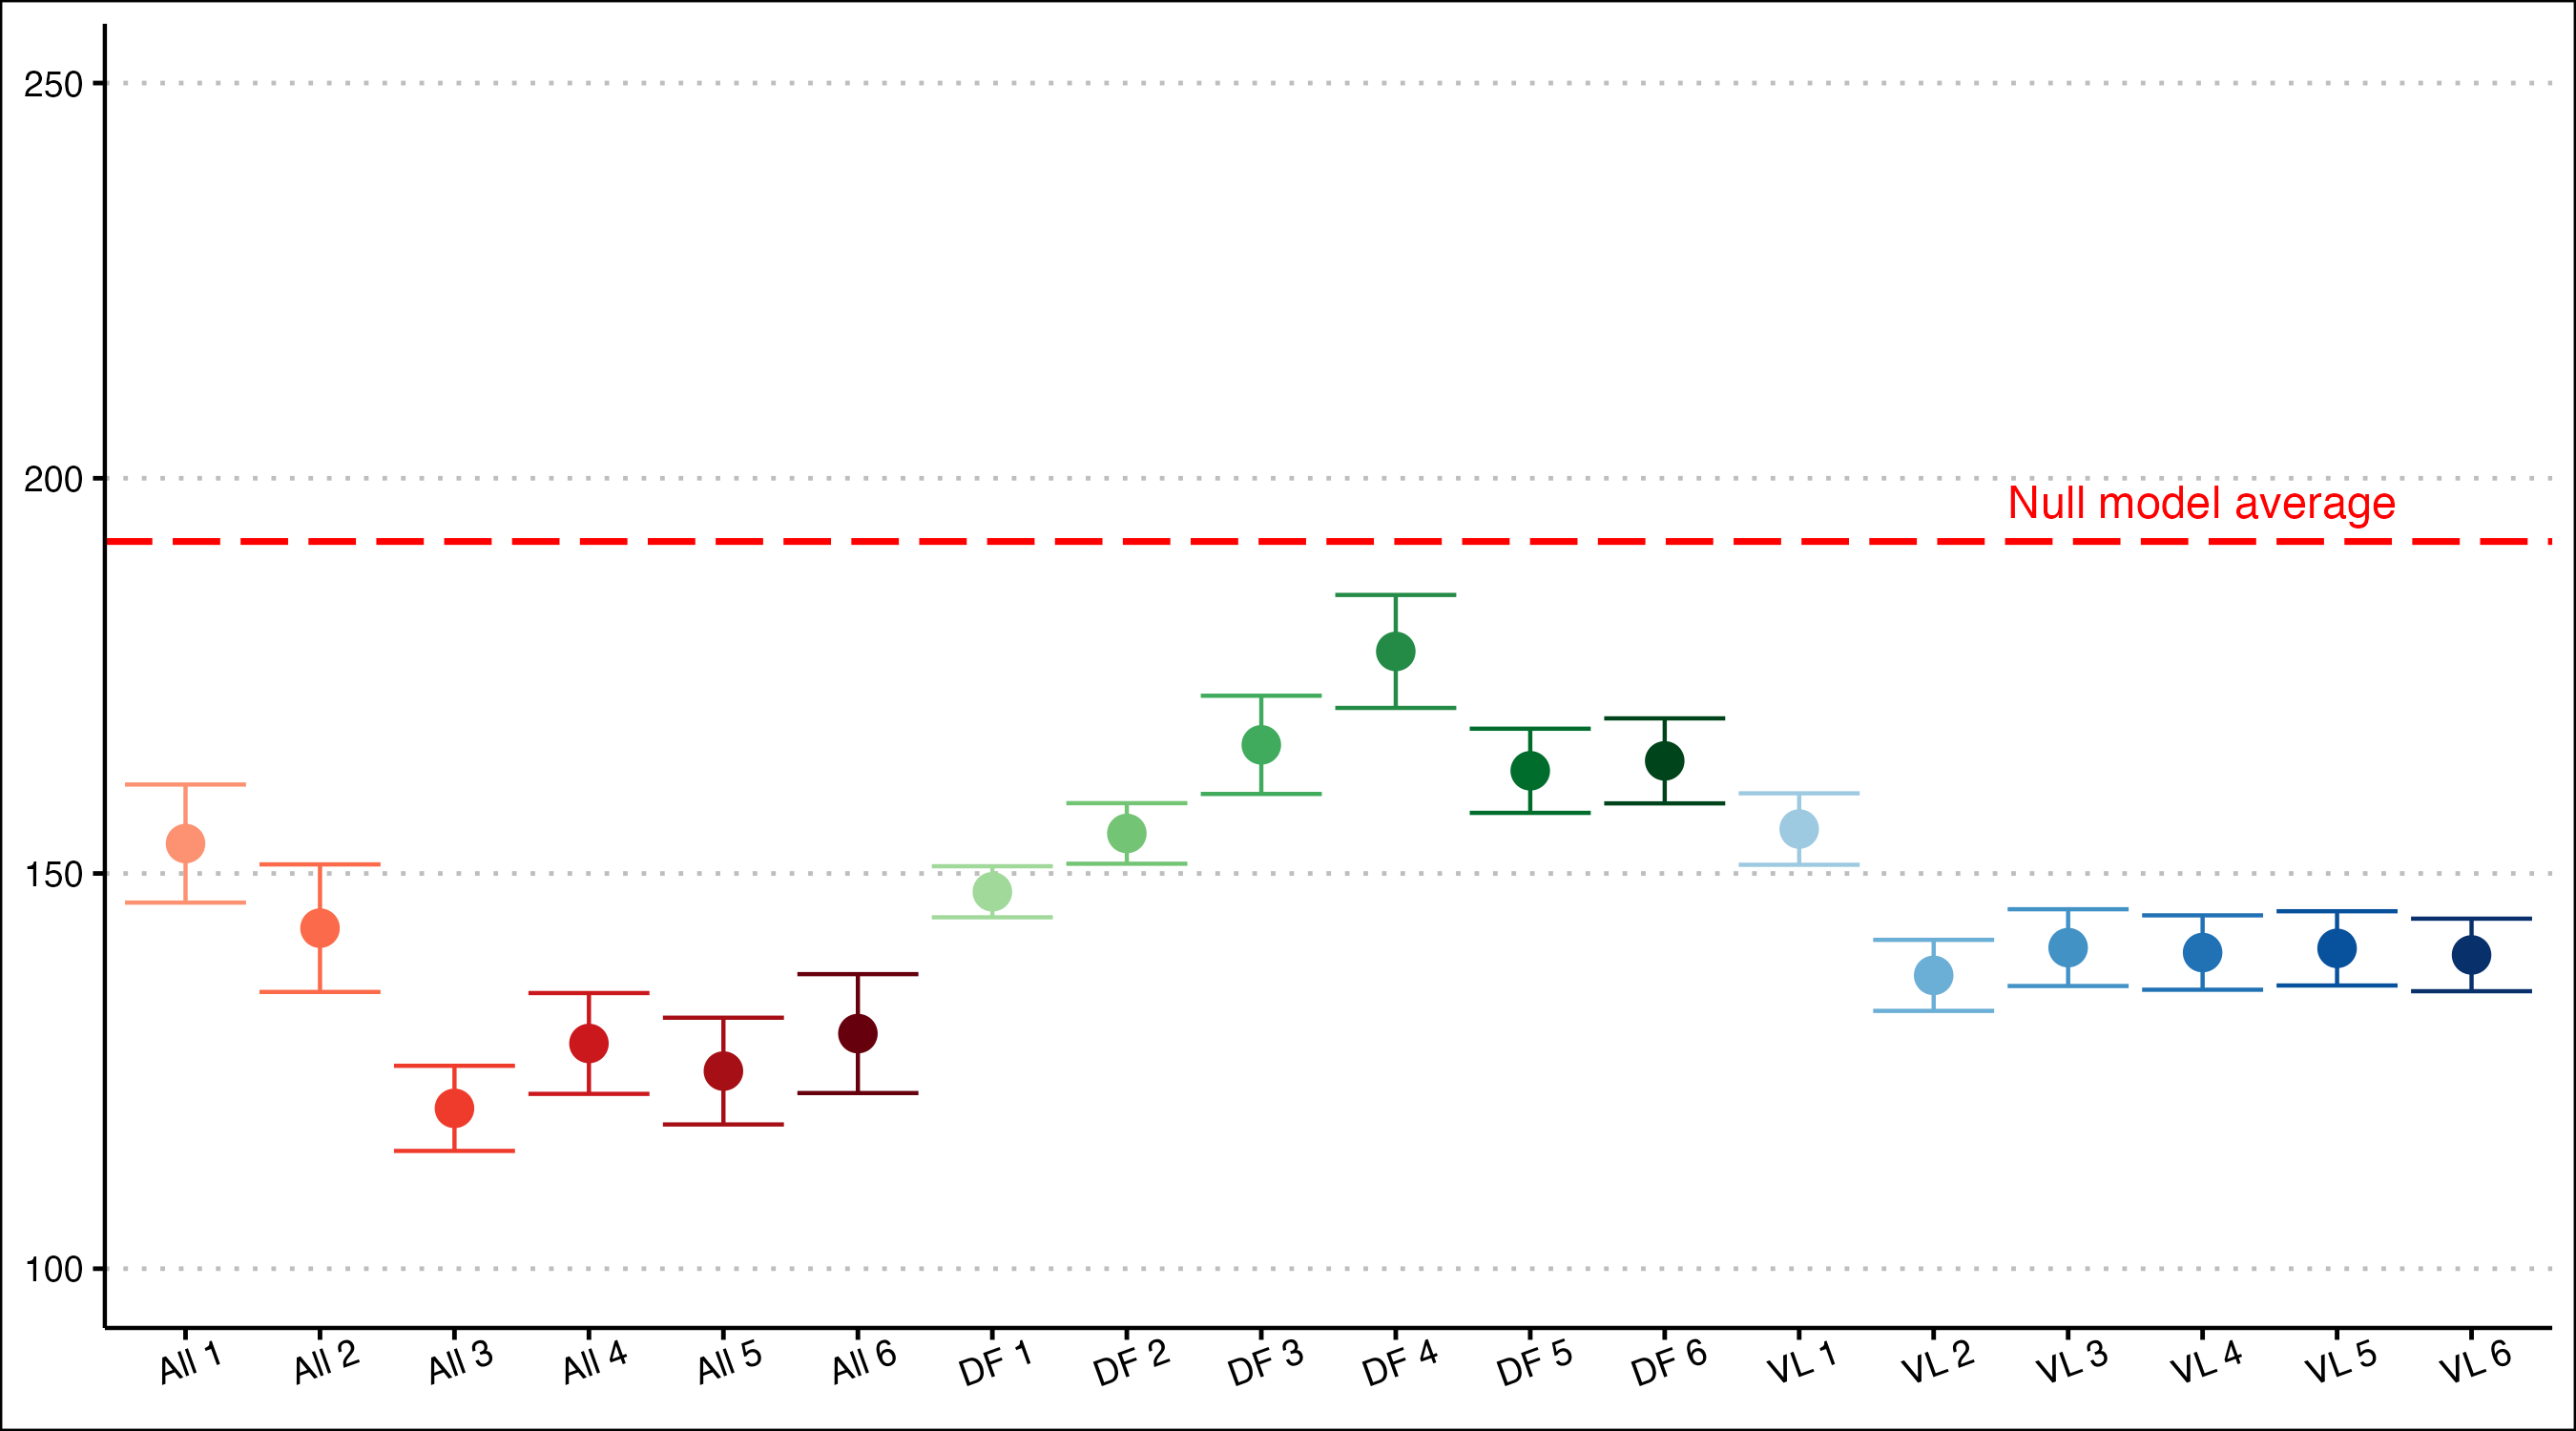 250
200
Null model average
150
100
All 1 All 2 All 3 All 4 All 5 All 6 DF 1 DF 2 DF 3 DF 4 DF 5 DF 6 VL 1 VL 2 VL 3 VL 4 VL 5 VL 6